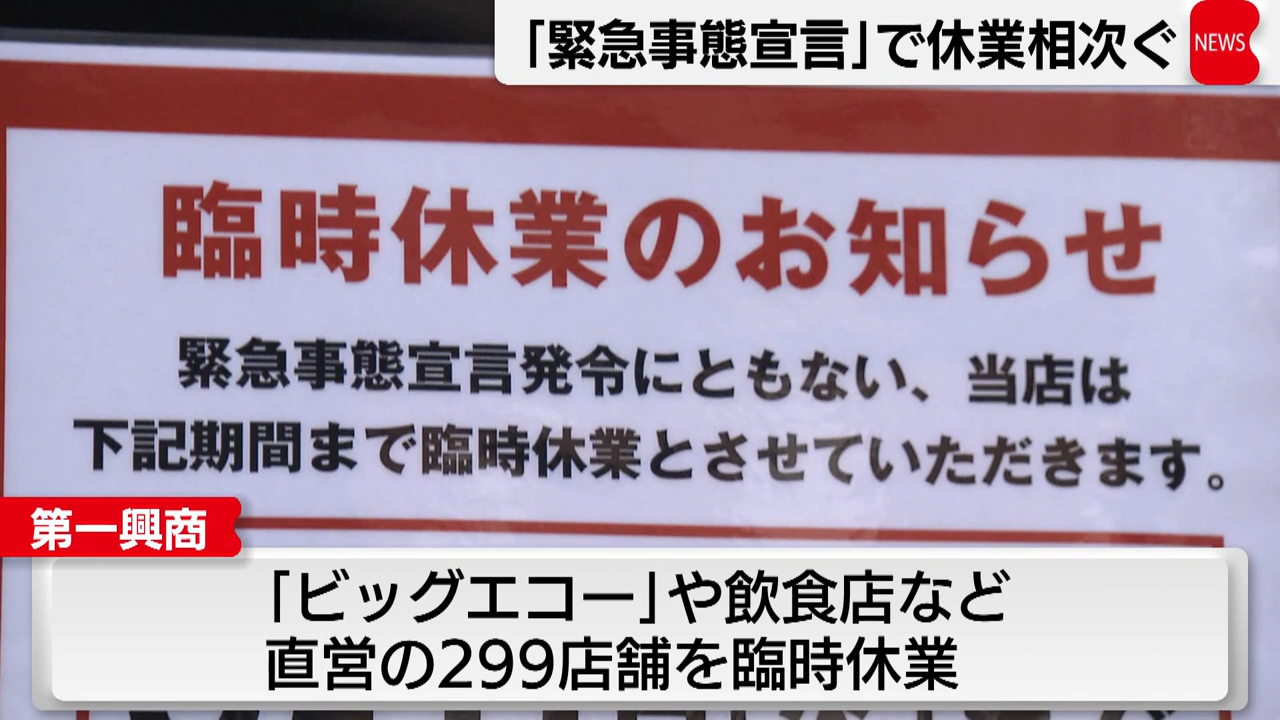 「緊急事態宣言」で休業相次ぐ
NEWS
臨時休業のお知らせ
緊急事態宣言発令にともない、当店は
下記期間まで臨時休業とさせていただきます。
第一興商
「ビッグエコー」や飲食店など
直営の299店舗を臨時休業